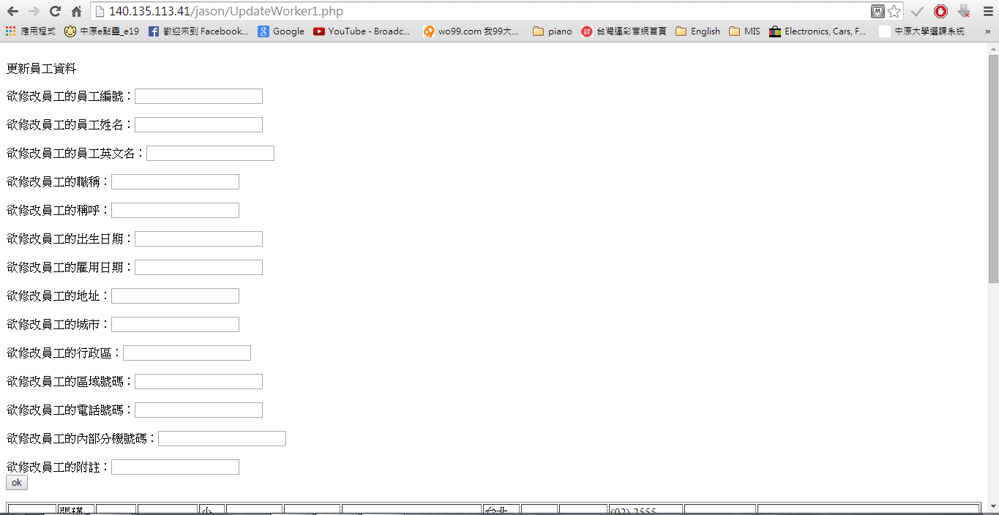 140.135.113.41/jason/UpdateWorker1.php
應用程式 中原e點靈_e19 歡迎來到 Facebook... Google YouTube - Broadc... wo99.com 我99大... piano 台灣運彩官網首頁 English MIS Electronics, Cars, F... 中原大學選課系統 »
更新員工資料
欲修改員工的員工編號：
欲修改員工的員工姓名：
欲修改員工的員工英文名：
欲修改員工的職稱：
欲修改員工的稱呼：
欲修改員工的出生日期：
欲修改員工的雇用日期：
欲修改員工的地址：
欲修改員工的城市：
欲修改員工的行政區：
欲修改員工的區域號碼：
欲修改員工的電話號碼：
欲修改員工的內部分機號碼：
欲修改員工的附註：
ok
張瑾 小 台北 (02) 2555